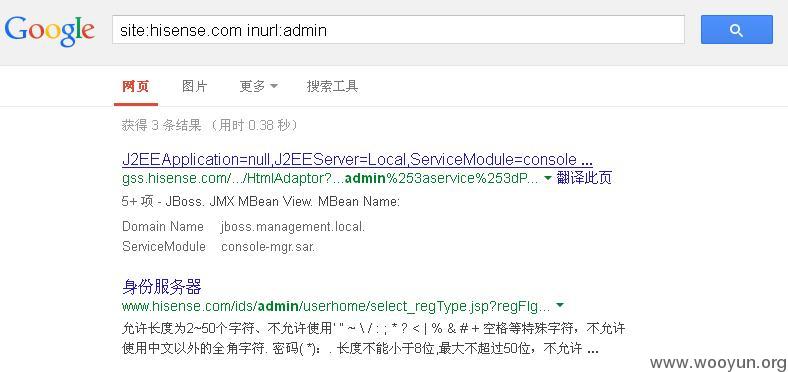 Google
site:hisense.com inurl:admin
网页 图片 更多 搜索工具
获得 3 条结果 （用时 0.38 秒）
J2EEApplication=null,J2EEServer=Local,ServiceModule=console ...
gss.hisense.com/.../HtmlAdaptor?...admin%253aservice%253dP... 翻译此页
5+ 项 - JBoss. JMX MBean View. MBean Name:
Domain Name jboss.management.local.
ServiceModule console-mgr.sar.
身份服务器
www.hisense.com/ids/admin/userhome/select_regType.jsp?regFlg...
允许长度为2~50个字符、不允许使用' " ~ \ / : ; * ? < | % & # + 空格等特殊字符，不允许
使用中文以外的全角字符. 密码( *)： . 长度不能小于8位,最大不超过50位，不允许 ...
www.wooyun.org